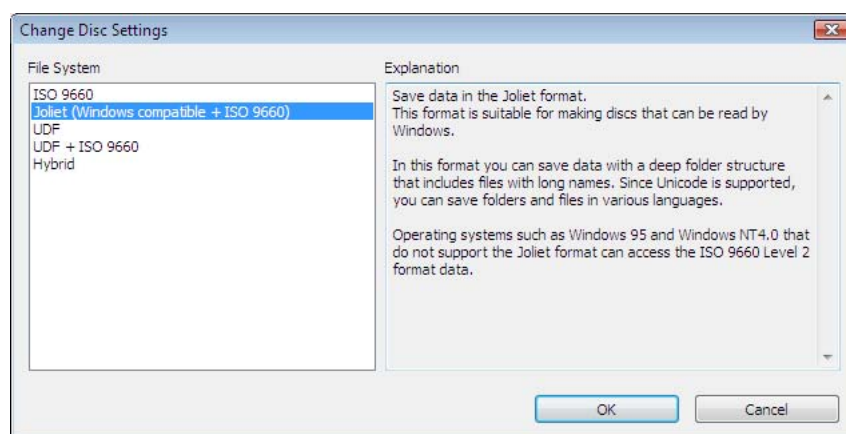 Change Disc Settings
File System
ISO 9660
Joliet (Windows compatible + ISO 9660)
UDF
UDF + ISO 9660
Hybrid
Explanation
Save data in the Joliet format.
This format is suitable for making discs that can be read by
Windows.
In this format you can save data with a deep folder structure
that includes files with long names. Since Unicode is supported,
you can save folders and files in various languages.
Operating systems such as Windows 95 and Windows NT4.0 that
do not support the Joliet format can access the ISO 9660 Level 2
format data.
OK
Cancel